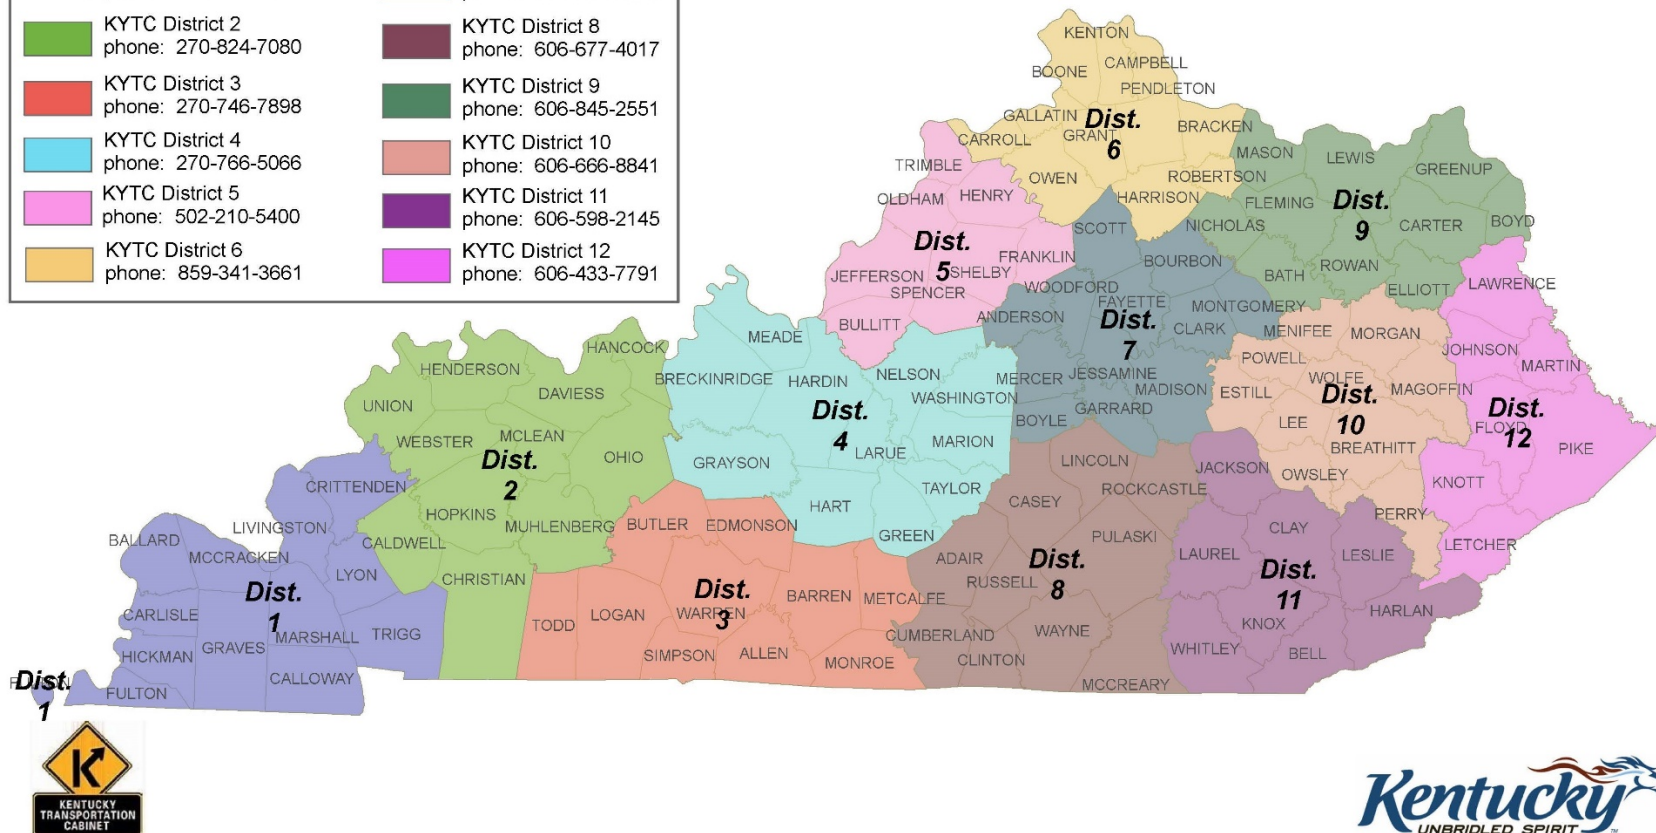 KYTC District 2
phone: 270-824-7080
KYTC District 3
phone: 270-746-7898
KYTC District 4
phone: 270-766-5066
KYTC District 5
phone: 502-210-5400
KYTC District 6
phone: 859-341-3661
KYTC District 8
phone: 606-677-4017
KYTC District 9
phone: 606-845-2551
KYTC District 10
phone: 606-666-8841
KYTC District 11
phone: 606-598-2145
KYTC District 12
phone: 606-433-7791
KENTON
BOONE
CAMPBELL
PENDLETON
GALLATIN
CARROLL
GRANT
BRACKEN
OWEN
ROBERTSON
HARRISON
Dist.
6
MASON
LEWIS
GREENUP
FLEMING
NICHOLAS
CARTER
BOYD
BATH
ROWAN
ELLIOTT
Dist.
9
TRIMBLE
OLDHAM
HENRY
FRANKLIN
JEFFERSON
SHELBY
SPENCER
BULLITT
Dist.
5
SCOTT
BOURBON
WOODFORD
FAYETTE
MONTGOMERY
ANDERSON
CLARK
MERCER
JESSAMINE
MADISON
BOYLE
GARRARD
Dist.
7
LAWRENCE
JOHNSON
MARTIN
FLOYD
PIKE
KNOTT
LETCHER
Dist.
12
MENIFEE
MORGAN
POWELL
WOLFE
MAGOFFIN
ESTILL
LEE
BREATHITT
OWSLEY
PERRY
Dist.
10
MEADE
BRECKINRIDGE
HARDIN
NELSON
WASHINGTON
MARION
LARUE
GRAYSON
TAYLOR
HART
GREEN
Dist.
4
HANCOCK
HENDERSON
DAVIESS
UNION
WEBSTER
MCLEAN
OHIO
HOPKINS
MUHLENBERG
CALDWELL
CHRISTIAN
Dist.
2
CRITTENDEN
LIVINGSTON
BALLARD
MCCRACKEN
LYON
CARLISLE
MARSHALL
TRIGG
GRAVES
HICKMAN
CALLOWAY
FULTON
Dist.
1
Dist.
1
BUTLER
EDMONSON
BARREN
METCALFE
TODD
LOGAN
WARREN
SIMPSON
ALLEN
MONROE
Dist.
3
LINCOLN
CASEY
ROCKCASTLE
PULASKI
ADAIR
RUSSELL
CUMBERLAND
WAYNE
CLINTON
MCCREARY
Dist.
8
JACKSON
CLAY
LAUREL
LESLIE
HARLAN
KNOX
WHITLEY
BELL
Dist.
11
KENTUCKY
TRANSPORTATION
CABINET
Kentucky
UNBRIDLED SPIRIT